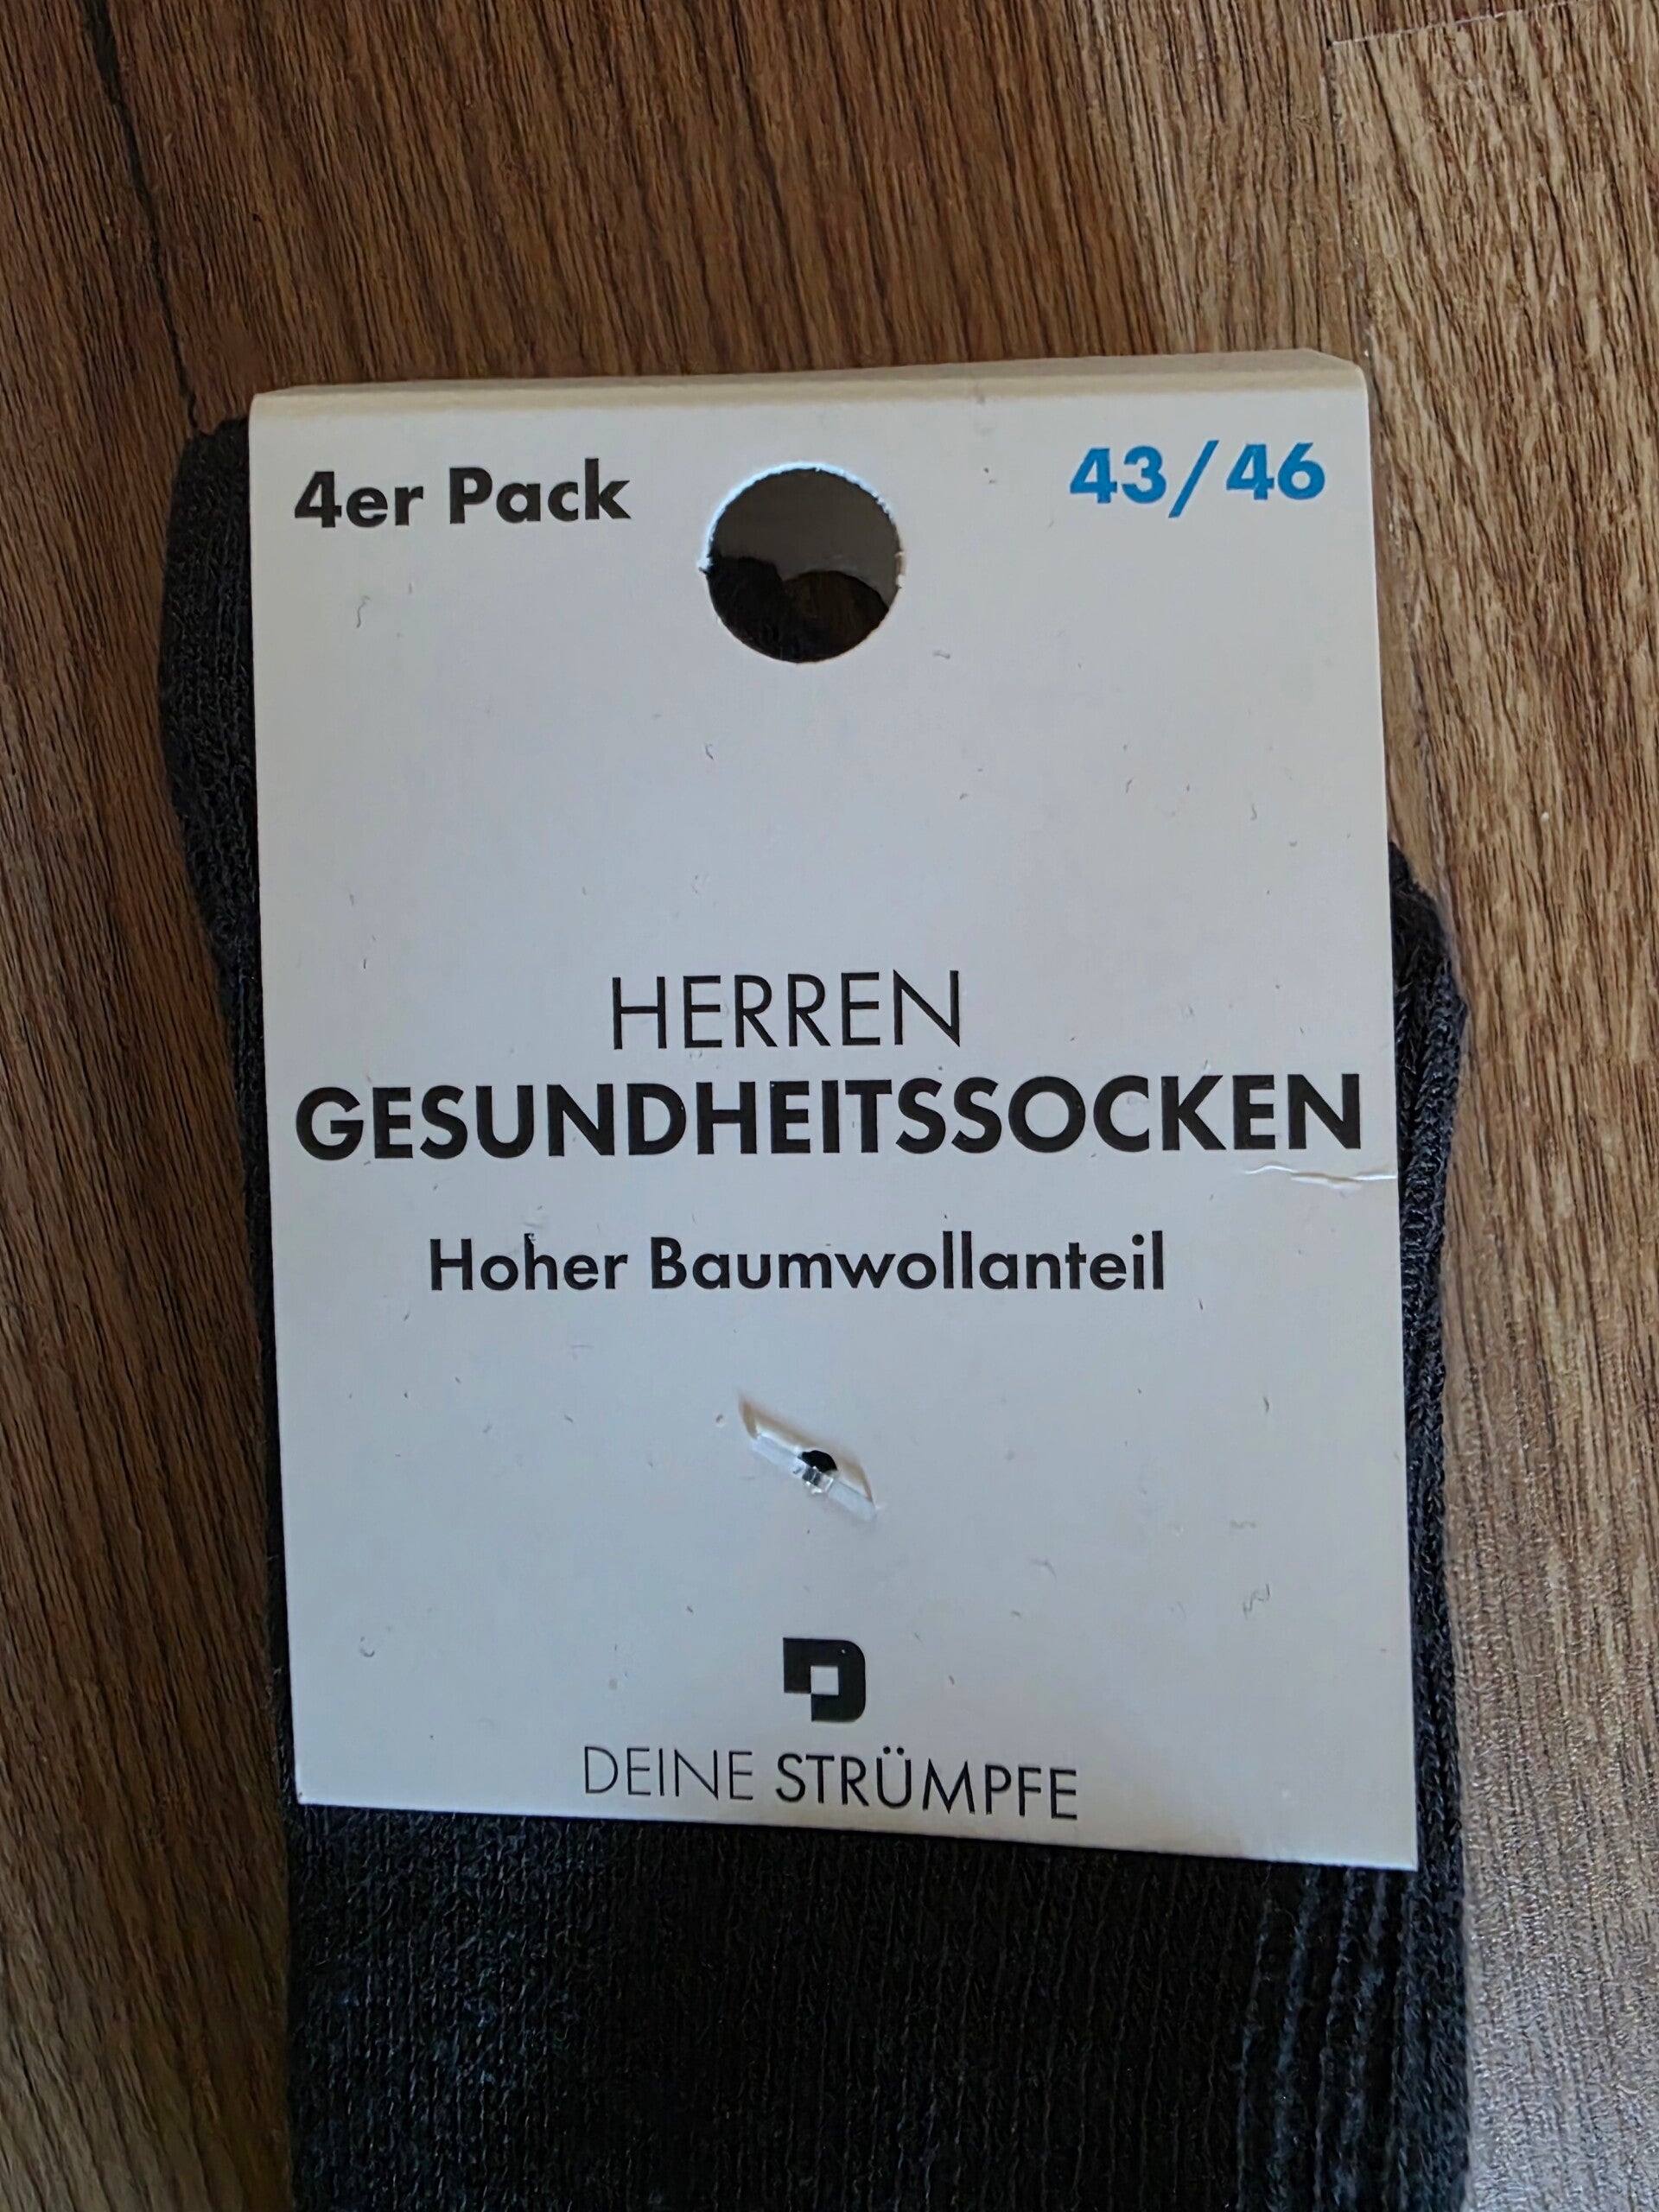 4er Pack
43/46
HERREN
GESUNDHEITSSOCKEN
Hoher Baumwollanteil
DEINE STRÜMPFE